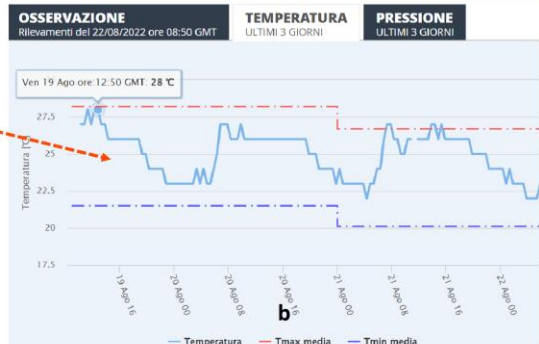 OSSERVAZIONE
Rilevamenti del 22/08/2022 ore 08:50 GMT
TEMPERATURA
ULTIMI 3 GIORNI
PRESSIONE
ULTIMI 3 GIORNI
Ven 19 Ago ore:12:50 GMT: 28 °C
Temperatura [°C]
27,5
25
22,5
20
17,5
19 Ago 16
20 Ago 00
20 Ago 08
20 Ago 16
21 Ago 00
21 Ago 08
21 Ago 16
22 Ago 00
b
Temperatura
Tmax media
Tmin media